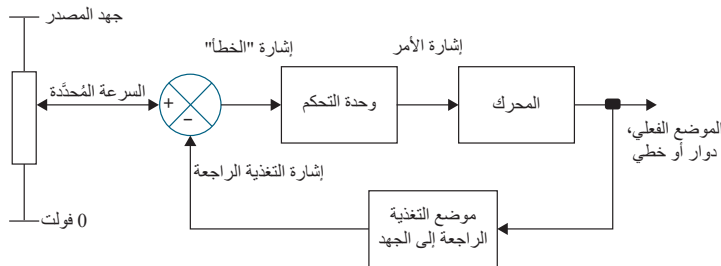 جهد المصدر
إشارة "الخطأ"
إشارة الأمر
السرعة المُحدَّدة
+
−
وحدة التحكم
المحرك
الموضع الفعلي،
دوار أو خطي
إشارة التغذية الراجعة
موضع التغذية
الراجعة إلى الجهد
0 فولت